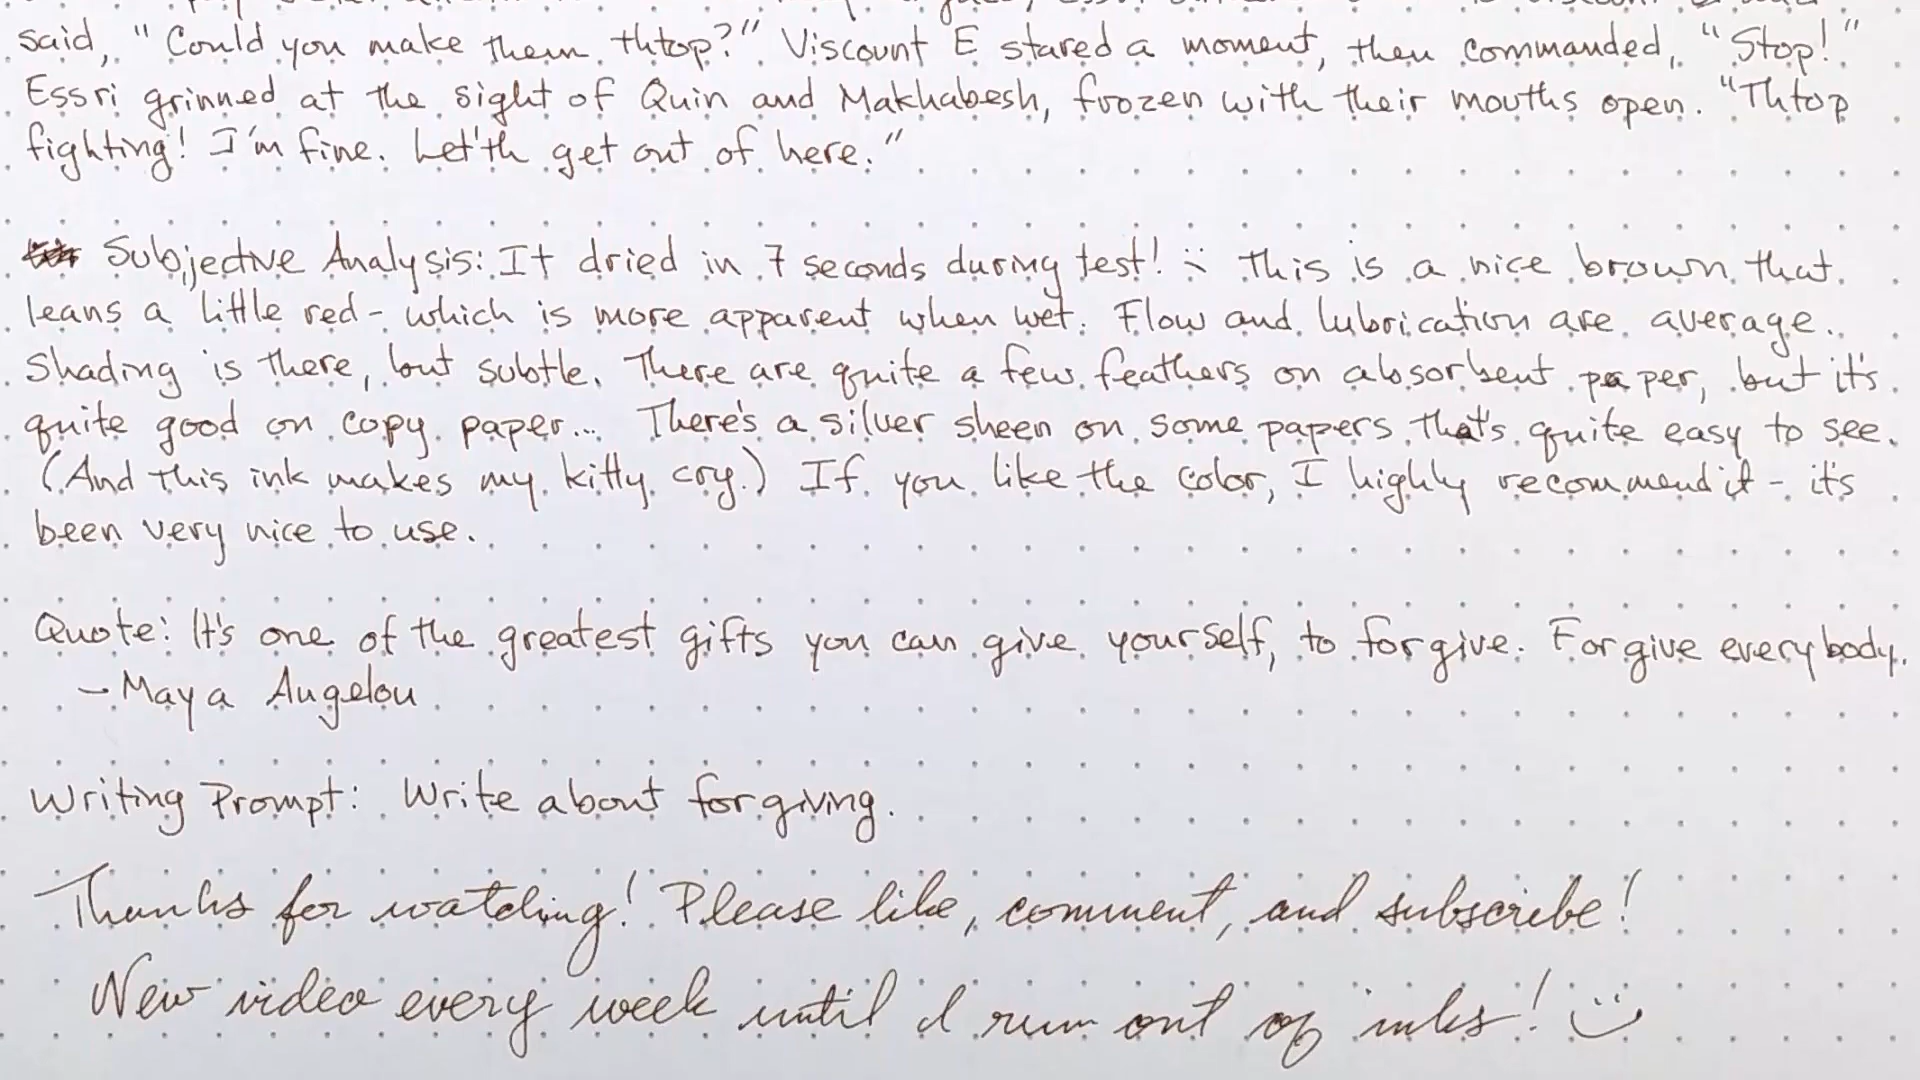 said, "Could you make them thtop?" Viscount E stared a moment, then commanded, "Stop!"
Essri grinned at the sight of Quin and Makhabesh, frozen with their mouths open. "Thtop
fighting! I'm fine. Let'th get out of here."
Subjective Analysis: It dried in 7 seconds during test! :) This is a nice brown that
leans a little red - which is more apparent when wet. Flow and lubrication are average.
Shading is there, but subtle. There are quite a few feathers on absorbent paper, but it's
quite good on copy paper... There's a silver sheen on some papers that's quite easy to see.
(And this ink makes my kitty cry.) If you like the color, I highly recommend it - it's
been very nice to use.
Quote: It's one of the greatest gifts you can give yourself, to forgive. Forgive everybody.
- Maya Angelou
Writing Prompt: Write about forgiving.
Thanks for watching! Please like, comment, and subscribe!
New video every week until I run out of inks! :)